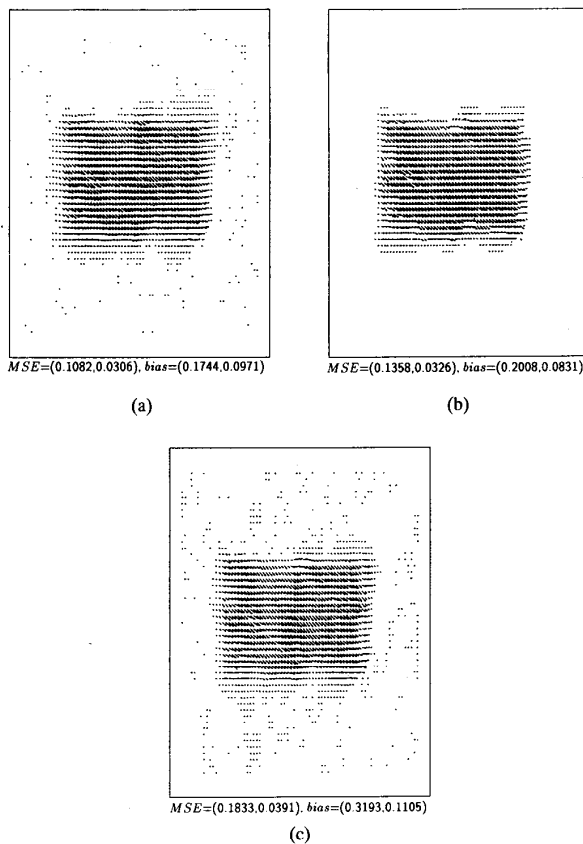 MSE=(0.1082,0.0306), bias=(0.1744,0.0971)
(a)
MSE=(0.1358,0.0326), bias=(0.2008,0.0831)
(b)
MSE=(0.1833,0.0391), bias=(0.3193,0.1105)
(c)